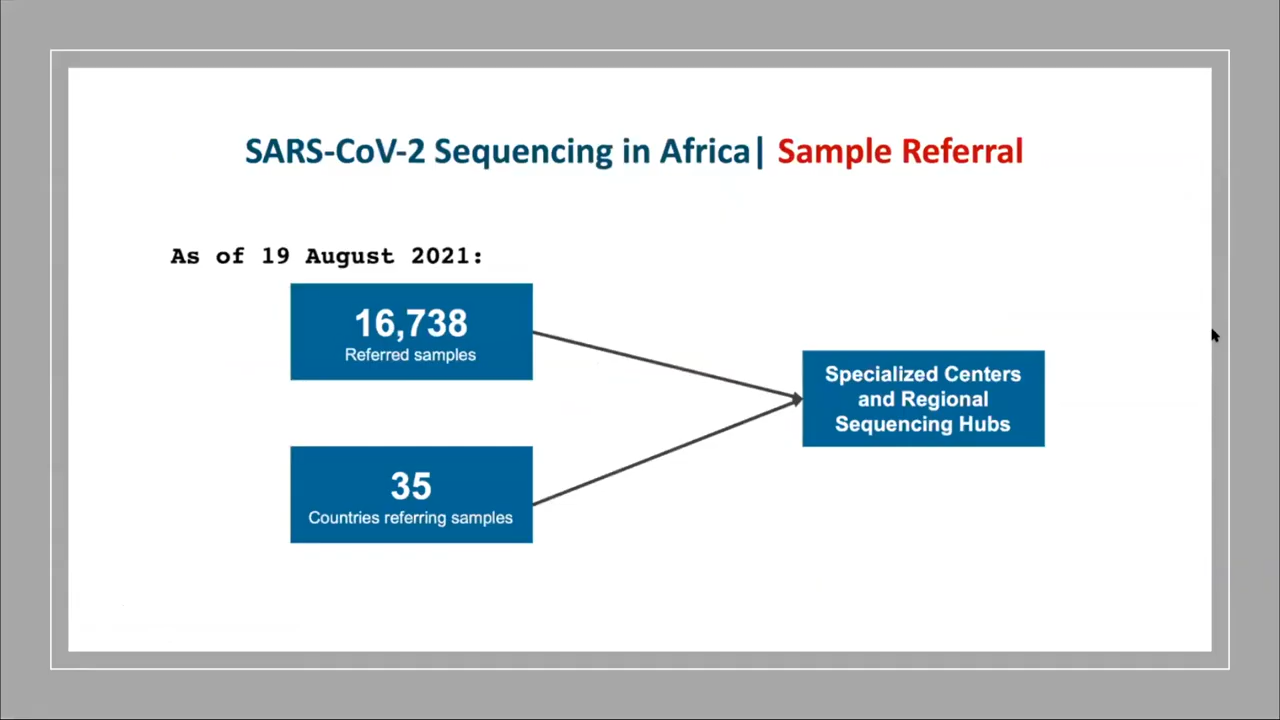 SARS-CoV-2 Sequencing in Africa| Sample Referral
As of 19 August 2021:
16,738
Referred samples
35
Countries referring samples
Specialized Centers
and Regional
Sequencing Hubs